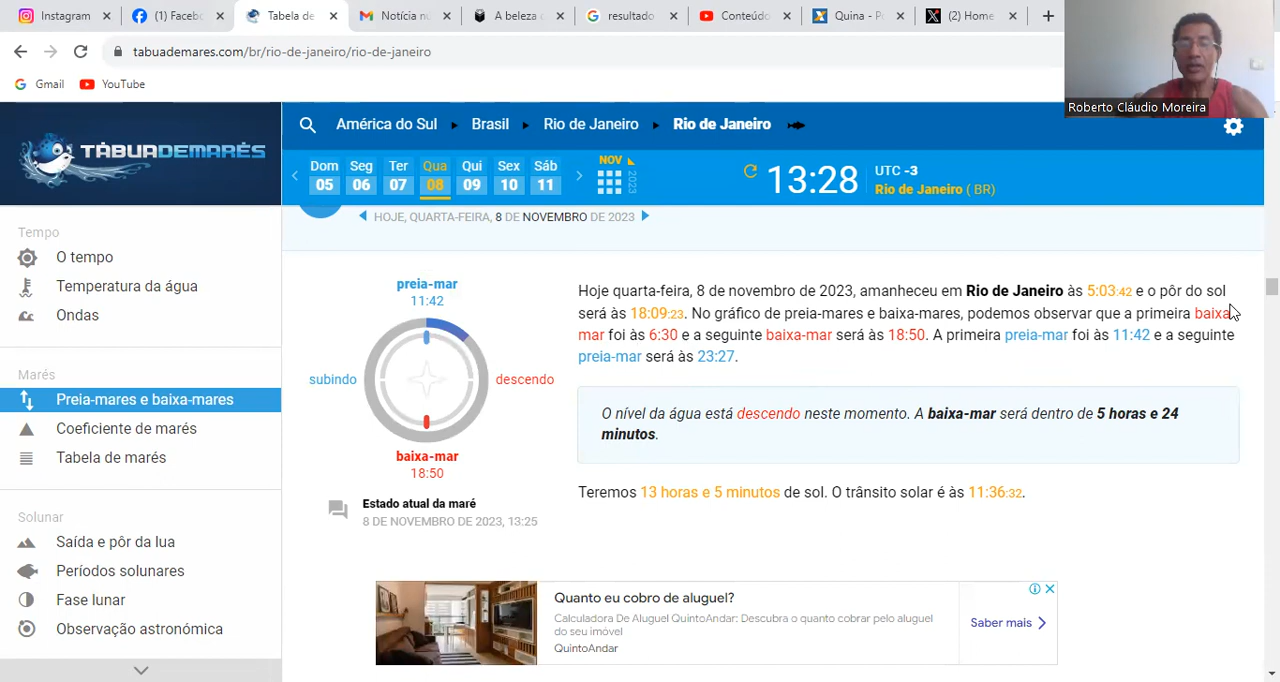 Instagram
(1) Faceb
Tabela de
Notícia nu
A beleza
resultado
Conteúdo
Quina - P
(2) Home
tabuademares.com/br/rio-de-janeiro/rio-de-janeiro
Gmail
YouTube
Roberto Cláudio Moreira
TÁBUADEMARÉS
América do Sul
Brasil
Rio de Janeiro
Rio de Janeiro
Dom Seg Ter Qua Qui Sex Sáb
05 06 07 08 09 10 11
NOV
2023
13:28
UTC -3
Rio de Janeiro ( BR)
HOJE, QUARTA-FEIRA, 8 DE NOVEMBRO DE 2023
Tempo
O tempo
Temperatura da água
Ondas
Marés
Preia-mares e baixa-mares
Coeficiente de marés
Tabela de marés
Solunar
Saída e pôr da lua
Períodos solunares
Fase lunar
Observação astronómica
preia-mar
11:42
subindo
descendo
baixa-mar
18:50
Estado atual da maré
8 DE NOVEMBRO DE 2023, 13:25
Hoje quarta-feira, 8 de novembro de 2023, amanheceu em Rio de Janeiro às 5:03:42 e o pôr do sol
será às 18:09:23. No gráfico de preia-mares e baixa-mares, podemos observar que a primeira baixa
mar foi às 6:30 e a seguinte baixa-mar será às 18:50. A primeira preia-mar foi às 11:42 e a seguinte
preia-mar será às 23:27.
O nível da água está descendo neste momento. A baixa-mar será dentro de 5 horas e 24
minutos.
Teremos 13 horas e 5 minutos de sol. O trânsito solar é às 11:36:32.
Quanto eu cobro de aluguel?
Calculadora De Aluguel QuintoAndar: Descubra o quanto cobrar pelo aluguel
do seu imóvel
QuintoAndar
Saber mais